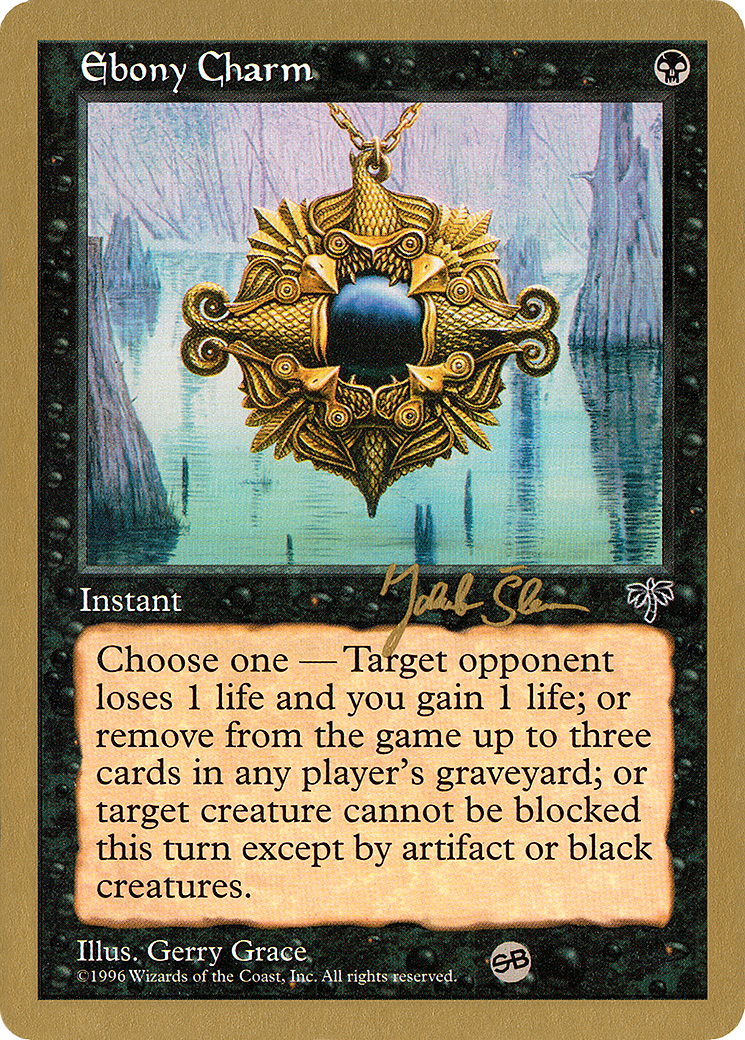 Ebony Charm
Instant
Choose one — Target opponent
loses 1 life and you gain 1 life; or
remove from the game up to three
cards in any player's graveyard; or
target creature cannot be blocked
this turn except by artifact or black
creatures.
Illus. Gerry Grace
©1996 Wizards of the Coast, Inc. All rights reserved.
SB